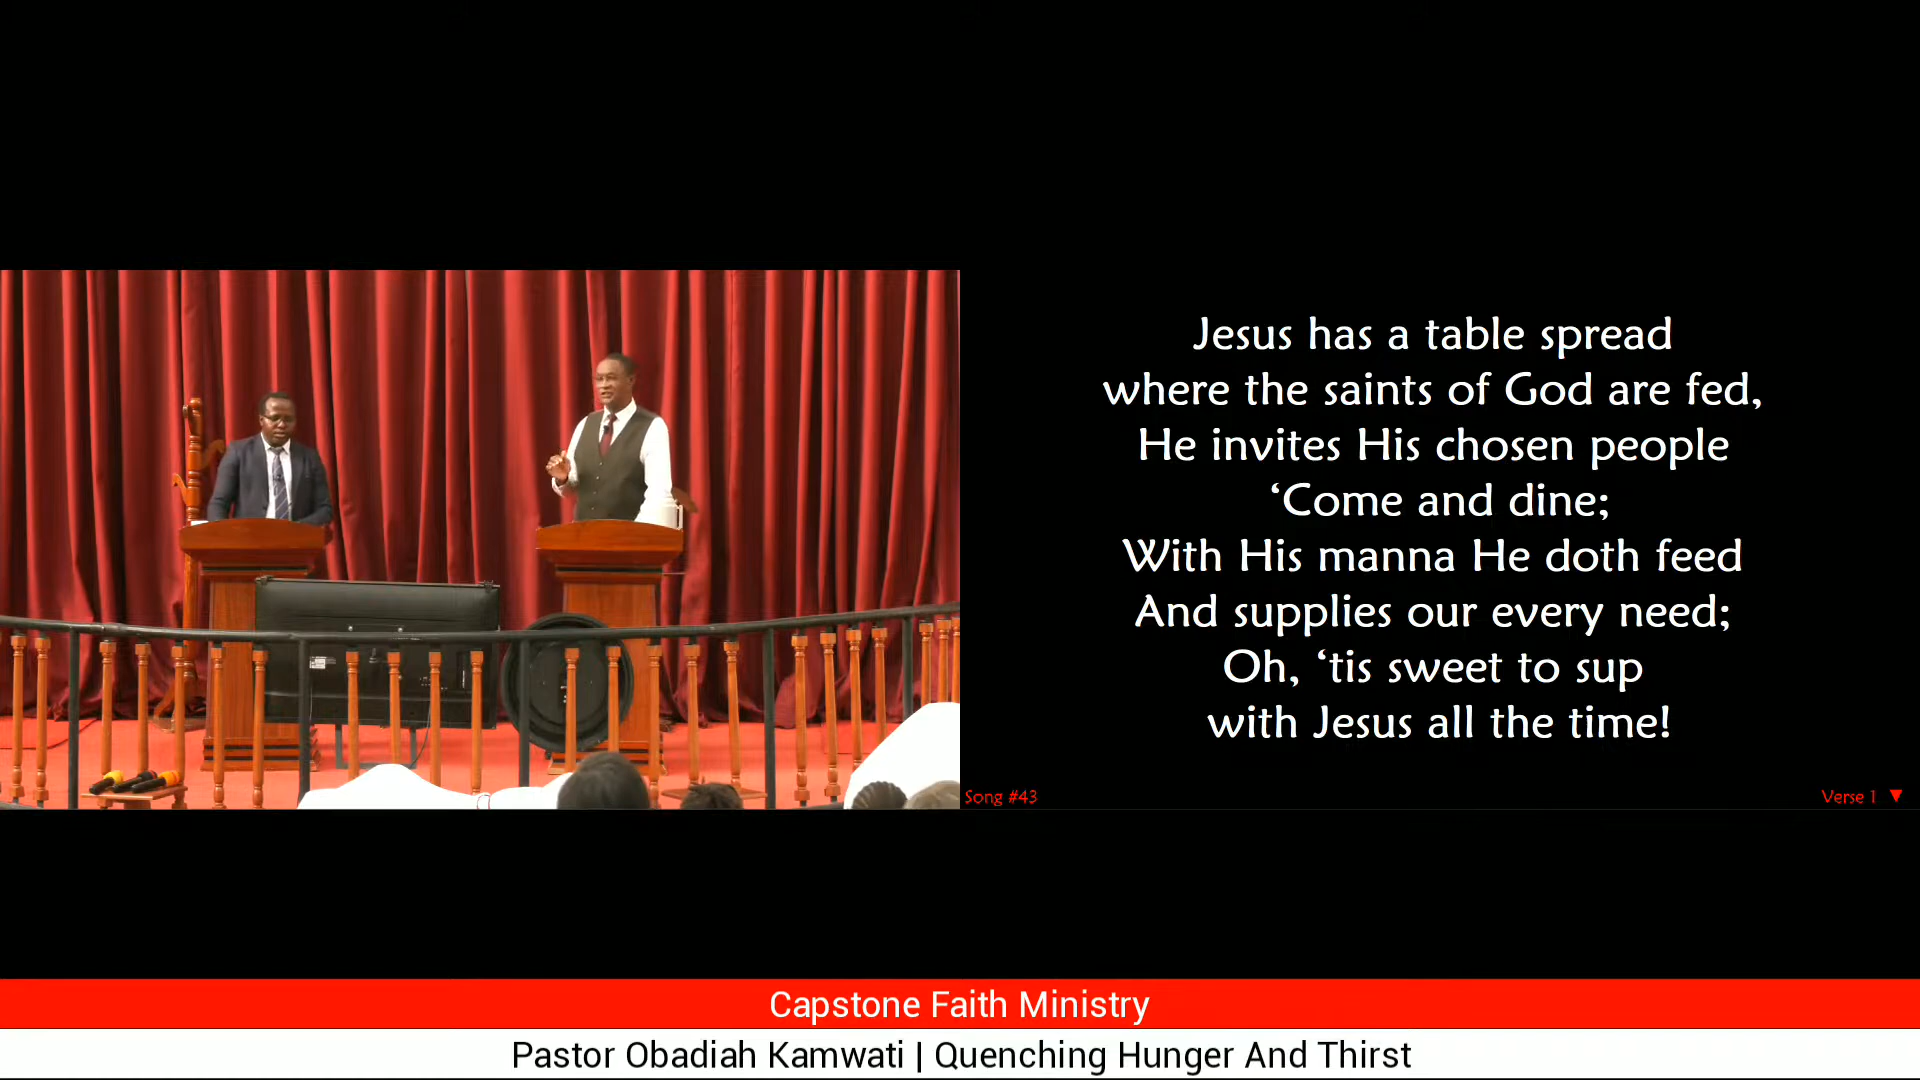 Jesus has a table spread
where the saints of God are fed,
He invites His chosen people
‘Come and dine;
With His manna He doth feed
And supplies our every need;
Oh, ‘tis sweet to sup
with Jesus all the time!
Song #43
Verse 1 ▼
Capstone Faith Ministry
Pastor Obadiah Kamwati | Quenching Hunger And Thirst